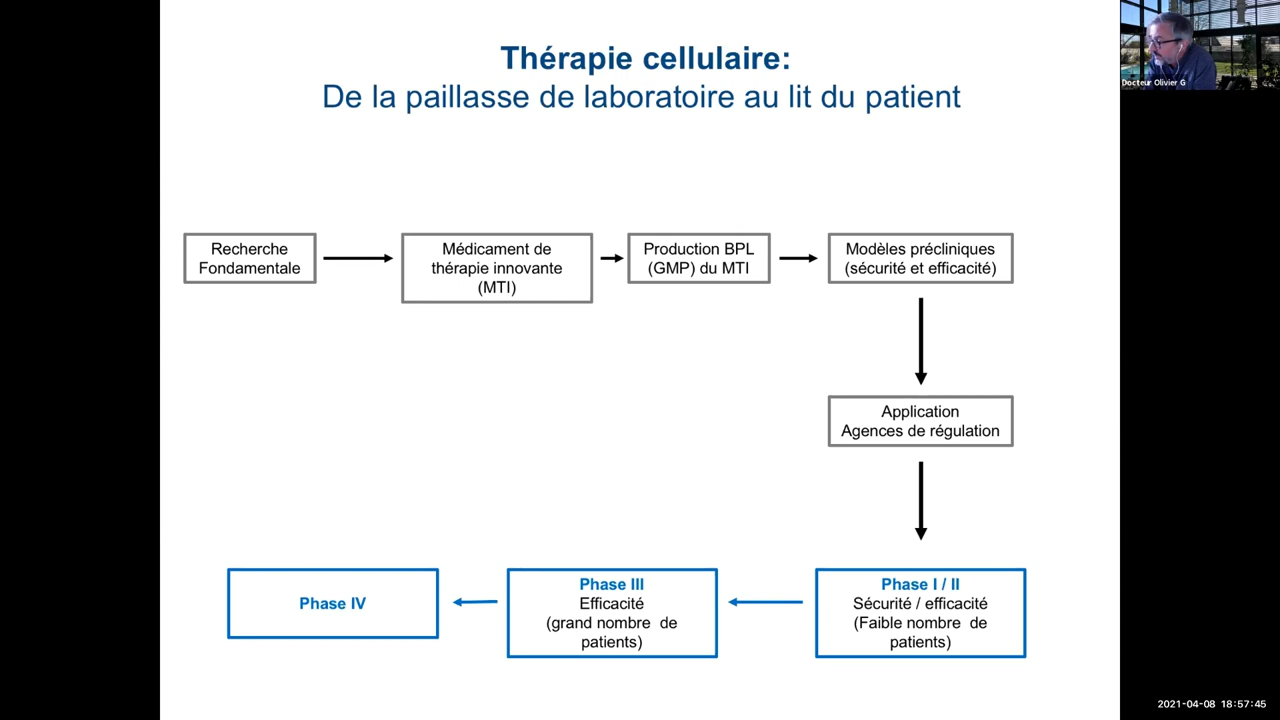 Thérapie cellulaire:
De la paillasse de laboratoire au lit du patient
Docteur Olivier G
Recherche
Fondamentale
Médicament de
thérapie innovante
(MTI)
Production BPL
(GMP) du MTI
Modèles précliniques
(sécurité et efficacité)
Application
Agences de régulation
Phase I / II
Sécurité / efficacité
(Faible nombre de
patients)
Phase III
Efficacité
(grand nombre de
patients)
Phase IV
2021-04-08 18:57:45